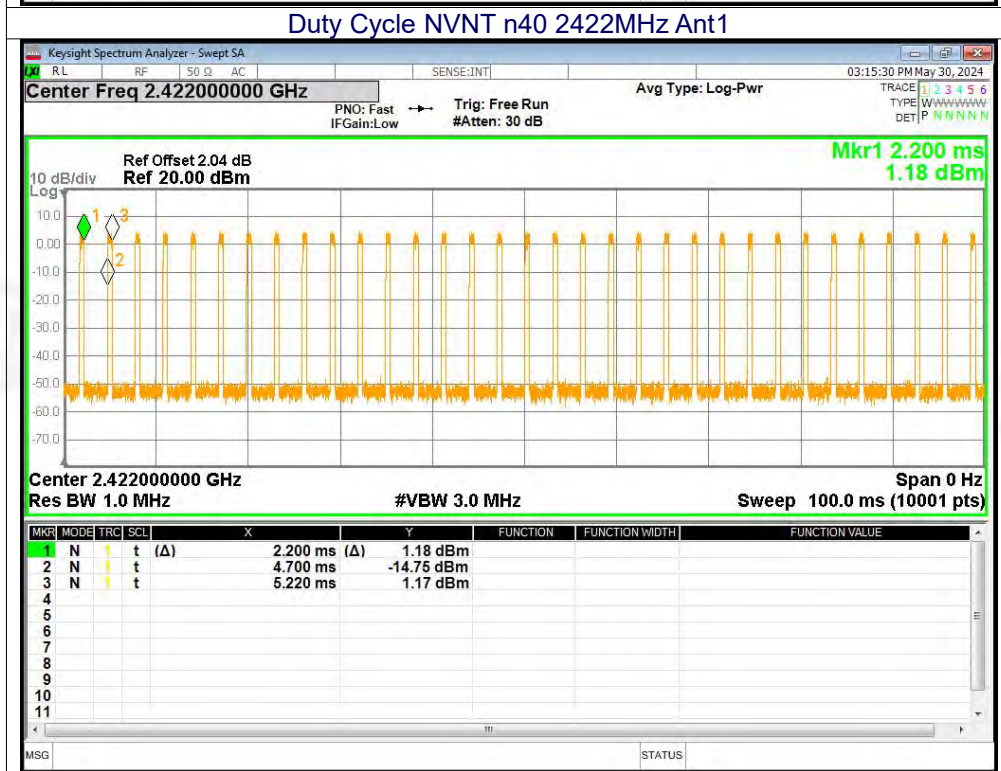 Duty Cycle NVNT n40 2422MHz Ant1
Keysight Spectrum Analyzer - Swept SA
LXI RL RF 50 Ω AC SENSE:INT 03:15:30 PM May 30, 2024
Center Freq 2.422000000 GHz Avg Type: Log-Pwr TRACE 1 2 3 4 5 6
PNO: Fast Trig: Free Run TYPE WWWWWWW
IFGain:Low #Atten: 30 dB DET P N N N N N
Mkr1 2.200 ms
Ref Offset 2.04 dB
10 dB/div Ref 20.00 dBm 1.18 dBm
Log
10.0
1 3
0.00
2
-10.0
-20.0
-30.0
-40.0
-50.0
-60.0
-70.0
Center 2.422000000 GHz Span 0 Hz
Res BW 1.0 MHz #VBW 3.0 MHz Sweep 100.0 ms (10001 pts)
MKR MODE TRC SCL X Y FUNCTION FUNCTION WIDTH FUNCTION VALUE
1 N 1 t (Δ) 2.200 ms (Δ) 1.18 dBm
2 N 1 t 4.700 ms -14.75 dBm
3 N 1 t 5.220 ms 1.17 dBm
4
5
6
7
8
9
10
11
MSG STATUS